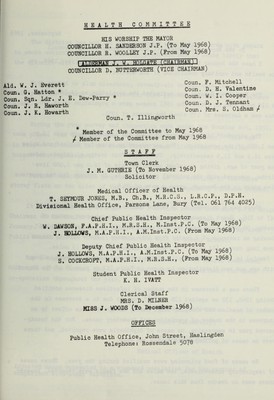 HEALTH COMMITTEE
HIS WORSHIP THE MAYOR
COUNCILLOR H. SANDERSON J.P. (To May 1968)
COUNCILLOR R. WOOLLEY J.P. (From May 1968)
ALDERMAN J. W. HOLGATE (CHAIRMAN)
COUNCILLOR D. BUTTERWORTH (VICE CHAIRMAN)
Ald. W. J. Everett
Coun. G. Hatton *
Coun. Sqn. Ldr. J. E. Dew-Parry *
Coun. J. E. Haworth
Coun. J. K. Howarth
Coun. F. Mitchell
Coun. D. H. Valentine
Coun. W. I. Cooper
Coun. D. J. Tennant
Coun. Mrs. S. Oldham ⌿
Coun. T. Illingworth
* Member of the Committee to May 1968
⌿ Member of the Committee from May 1968
STAFF
Town Clerk
J. M. GUTHRIE (To November 1968)
Solicitor
Medical Officer of Health
T. SEYMOUR JONES, M.B., Ch.B., M.R.C.S., L.R.C.P., D.P.H.
Divisional Health Office, Parsons Lane, Bury (Tel. 061 764 4025)
Chief Public Health Inspector
W. DAWSON, F.A.P.H.I., M.R.S.H., M.Inst.P.C. (To May 1968)
J. HOLLOWS, M.A.P.H.I., A.M.Inst.P.C. (From May 1968)
Deputy Chief Public Health Inspector
J. HOLLOWS, M.A.P.H.I., A.M.Inst.P.C. (To May 1968)
S. COCKCROFT, M.A.P.H.I., M.R.S.H., (From May 1968)
Student Public Health Inspector
K. H. IVATT
Clerical Staff
MRS. D. MILNER
MISS J. WOODS (To December 1968)
OFFICES
Public Health Office, John Street, Haslingden
Telephone: Rossendale 5078